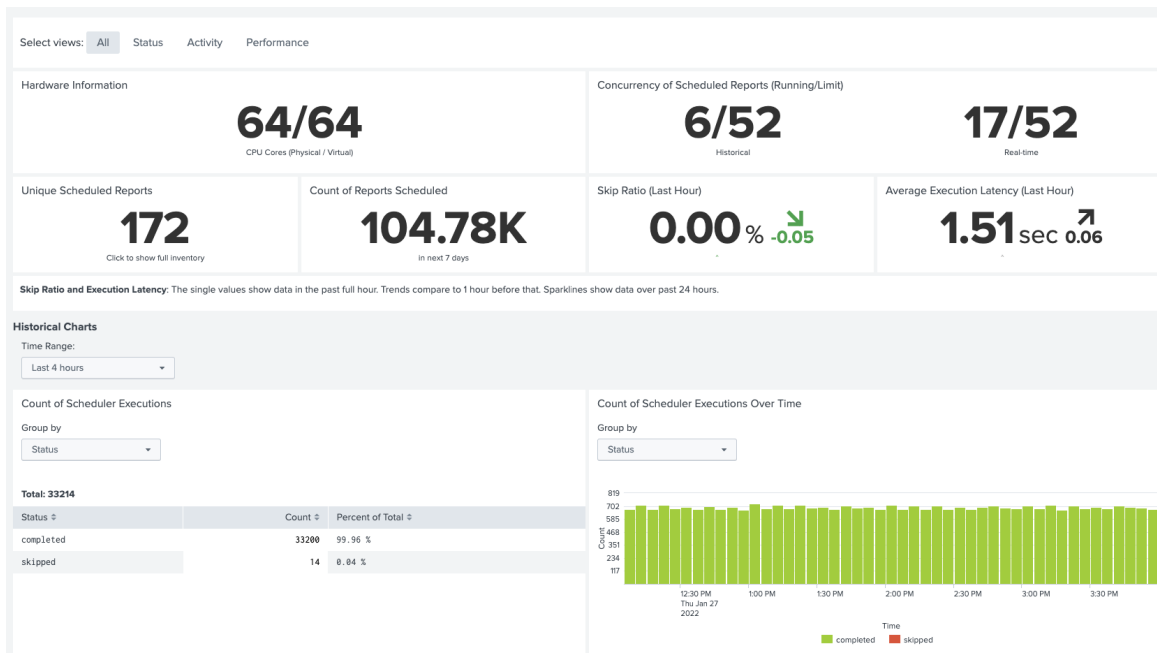 Select views: All Status Activity Performance
Hardware Information
64/64
CPU Cores (Physical / Virtual)
Concurrency of Scheduled Reports (Running/Limit)
6/52
Historical
17/52
Real-time
Unique Scheduled Reports
172
Click to show full inventory
Count of Reports Scheduled
104.78K
in next 7 days
Skip Ratio (Last Hour)
0.00 % -0.05
Average Execution Latency (Last Hour)
1.51 sec 0.06
Skip Ratio and Execution Latency: The single values show data in the past full hour. Trends compare to 1 hour before that. Sparklines show data over past 24 hours.
Historical Charts
Time Range:
Last 4 hours
Count of Scheduler Executions
Group by
Status
Total: 33214
Status Count Percent of Total
completed 33200 99.96 %
skipped 14 0.04 %
Count of Scheduler Executions Over Time
Group by
Status
Count
819
702
585
468
351
234
117
12:30 PM 1:00 PM 1:30 PM 2:00 PM 2:30 PM 3:00 PM 3:30 PM
Thu Jan 27
2022
Time
completed skipped